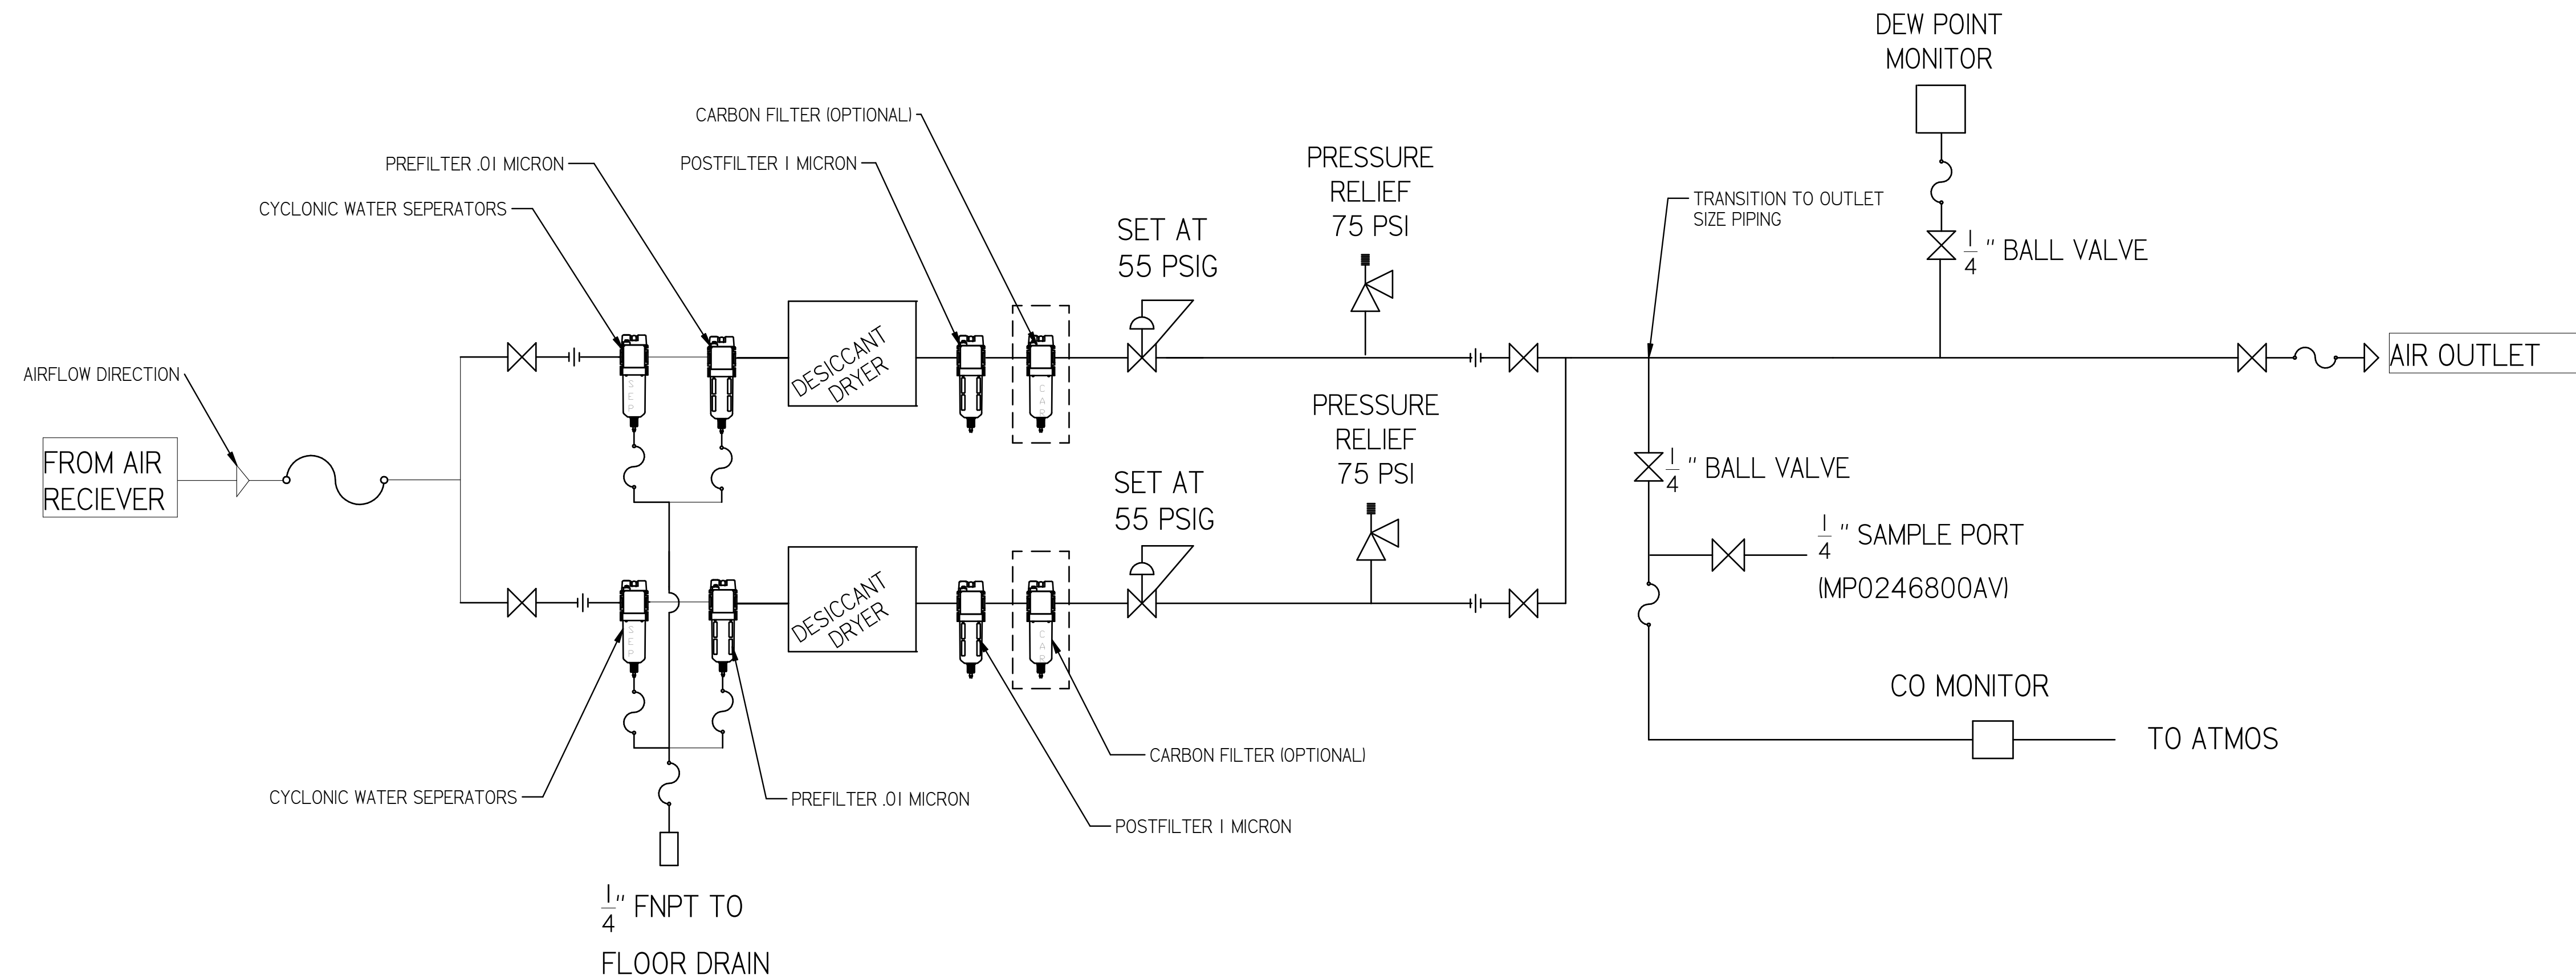 DEW POINT
MONITOR
CARBON FILTER (OPTIONAL)
PREFILTER .01 MICRON
POSTFILTER 1 MICRON
CYCLONIC WATER SEPERATORS
PRESSURE
RELIEF
75 PSI
SET AT
55 PSIG
TRANSITION TO OUTLET
SIZE PIPING
1/4 " BALL VALVE
AIRFLOW DIRECTION
FROM AIR
RECIEVER
SEP
DESICCANT
DRYER
CAR
AIR OUTLET
PRESSURE
RELIEF
75 PSI
SET AT
55 PSIG
1/4 " BALL VALVE
1/4 " SAMPLE PORT
(MP0246800AV)
SEP
DESICCANT
DRYER
CAR
CO MONITOR
TO ATMOS
CARBON FILTER (OPTIONAL)
CYCLONIC WATER SEPERATORS
PREFILTER .01 MICRON
POSTFILTER 1 MICRON
1/4" FNPT TO
FLOOR DRAIN